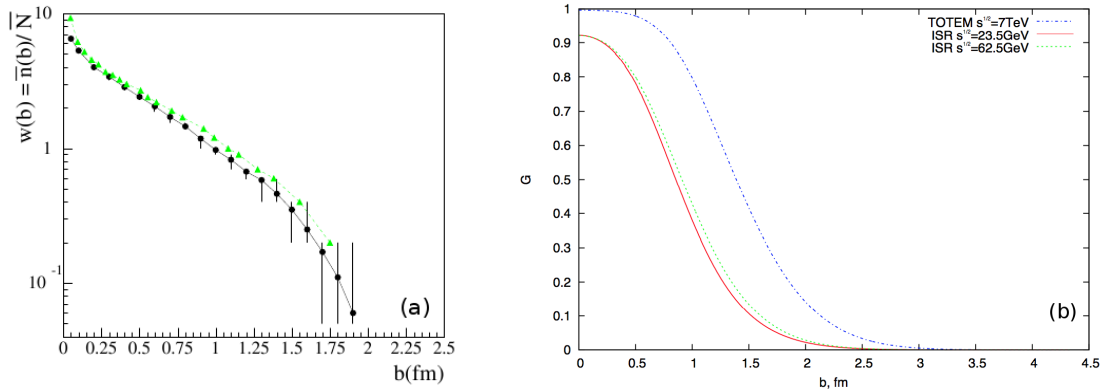 w(b) = n̅(b)/ N̅
10
1
10 -1
0 0.25 0.5 0.75 1 1.25 1.5 1.75 2 2.25 2.5
b(fm)
(a)
G
1
0.9
0.8
0.7
0.6
0.5
0.4
0.3
0.2
0.1
0
0 0.5 1 1.5 2 2.5 3 3.5 4 4.5
b, fm
TOTEM s^1/2=7TeV
ISR s^1/2=23.5GeV
ISR s^1/2=62.5GeV
(b)